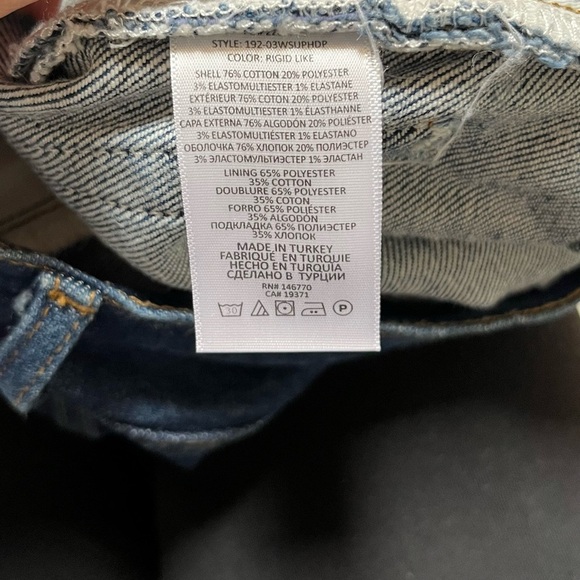 STYLE: 192-03WSUPHDP
COLOR: RIGID LIKE
SHELL 76% COTTON 20% POLYESTER
3% ELASTOMULTIESTER 1% ELASTANE
EXTÉRIEUR 76% COTON 20% POLYESTER
3% ELASTOMULTIESTER 1% ÉLASTHANNE
CAPA EXTERNA 76% ALGODÓN 20% POLIÉSTER
3% ELASTOMULTIÉSTER 1% ELASTANO
ОБОЛОЧКА 76% ХЛОПОК 20% ПОЛИЭСТЕР
3% ЭЛАСТОМУЛЬТИЭСТЕР 1% ЭЛАСТАН
LINING 65% POLYESTER
35% COTTON
DOUBLURE 65% POLYESTER
35% COTON
FORRO 65% POLIÉSTER
35% ALGODÓN
ПОДКЛАДКА 65% ПОЛИЭСТЕР
35% ХЛОПОК
MADE IN TURKEY
FABRIQUÉ EN TURQUIE
HECHO EN TURQUÍA
СДЕЛАНО В ТУРЦИИ
RN# 146770
CA# 19371
30 P